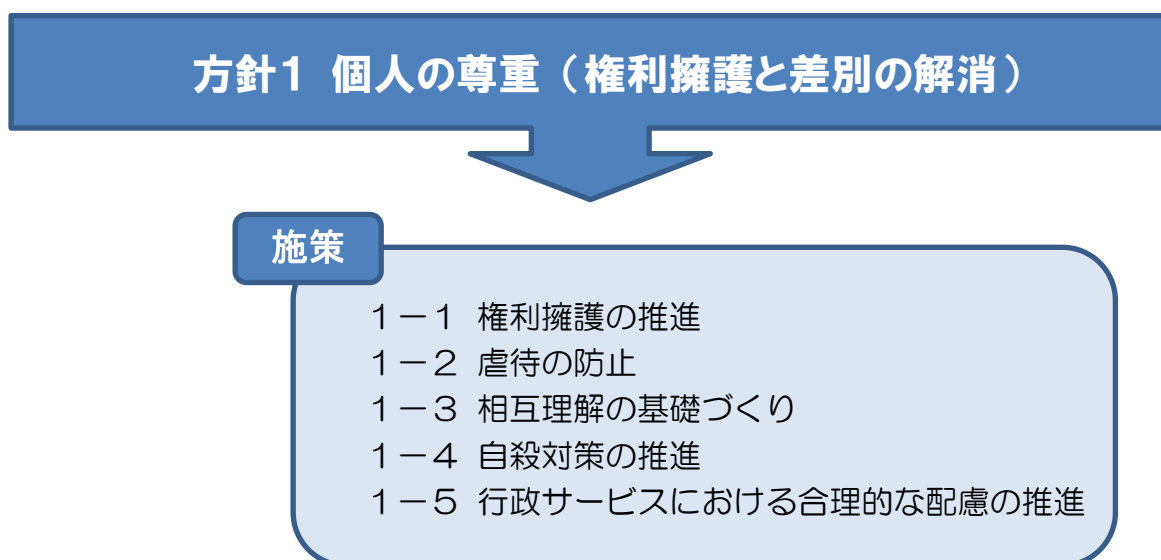 方針1 個人の尊重(権利擁護と差別の解消)
施策
1-1 権利擁護の推進
1-2 虐待の防止
1-3 相互理解の基礎づくり
1-4 自殺対策の推進
1-5 行政サービスにおける合理的な配慮の推進